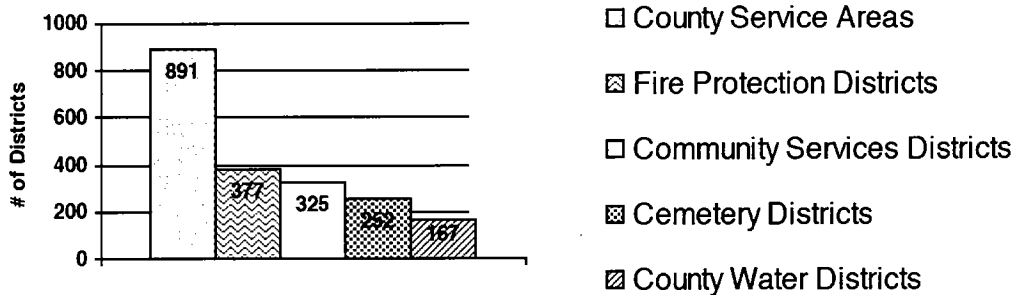 1000
800
600
400
200
0
# of Districts
891
377
325
252
167
County Service Areas
Fire Protection Districts
Community Services Districts
Cemetery Districts
County Water Districts